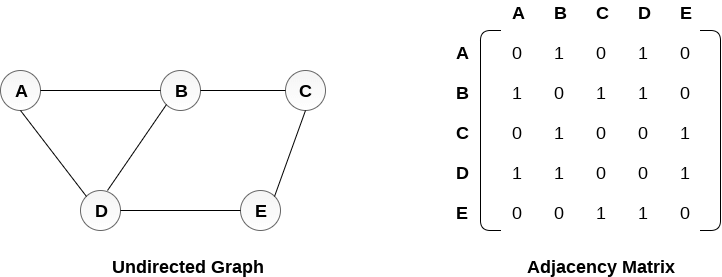 A B C D E
A 0 1 0 1 0
B 1 0 1 1 0
C 0 1 0 0 1
D 1 1 0 0 1
E 0 0 1 1 0
A B C
D E
Undirected Graph
Adjacency Matrix